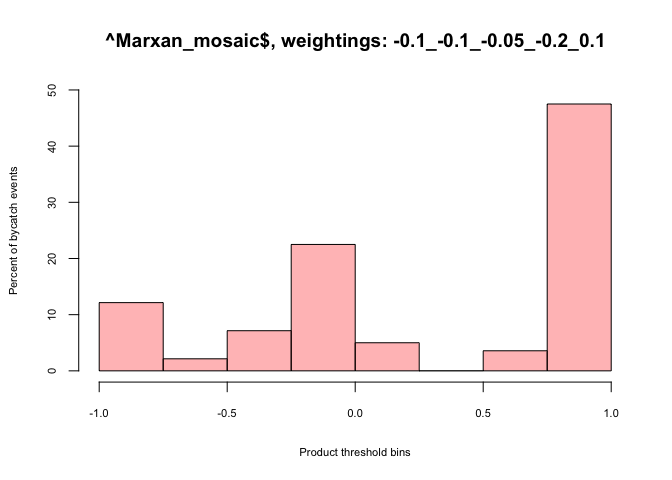 ^Marxan_mosaic$, weightings: -0.1_-0.1_-0.05_-0.2_0.1
Percent of bycatch events
50
40
30
20
10
0
-1.0 -0.5 0.0 0.5 1.0
Product threshold bins